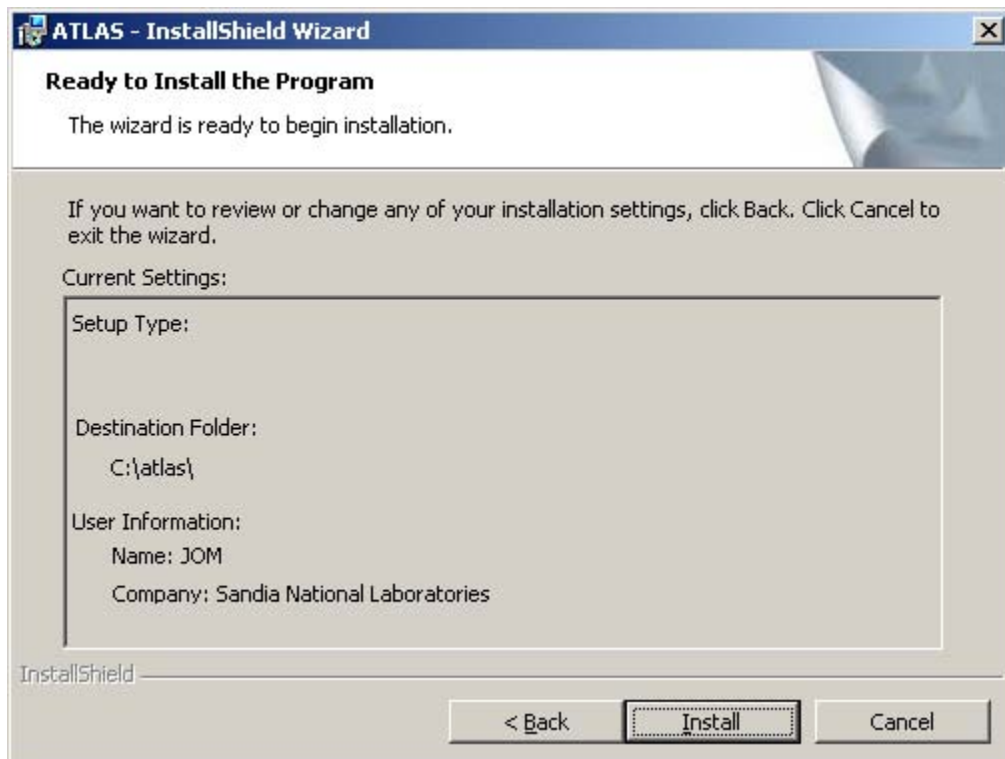 ATLAS - InstallShield Wizard
Ready to Install the Program
The wizard is ready to begin installation.
If you want to review or change any of your installation settings, click Back. Click Cancel to
exit the wizard.
Current Settings:
Setup Type:
Destination Folder:
C:\atlas\
User Information:
Name: JOM
Company: Sandia National Laboratories
InstallShield
< Back
Install
Cancel